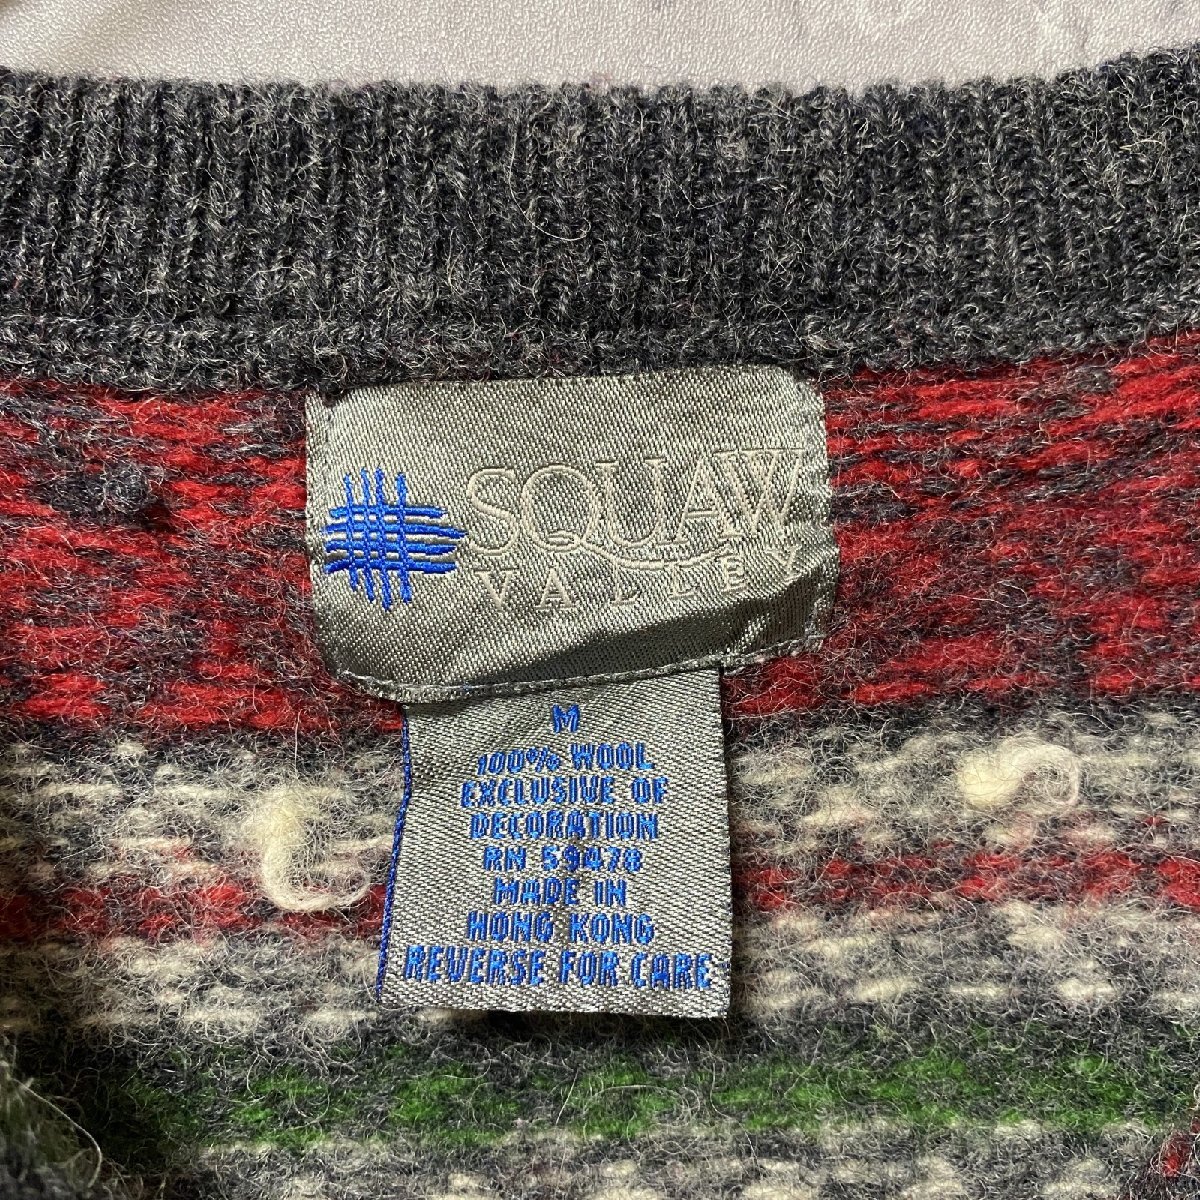 SQUAW
VALLEY
M
100% WOOL
EXCLUSIVE OF
DECORATION
RN 59478
MADE IN
HONG KONG
REVERSE FOR CARE